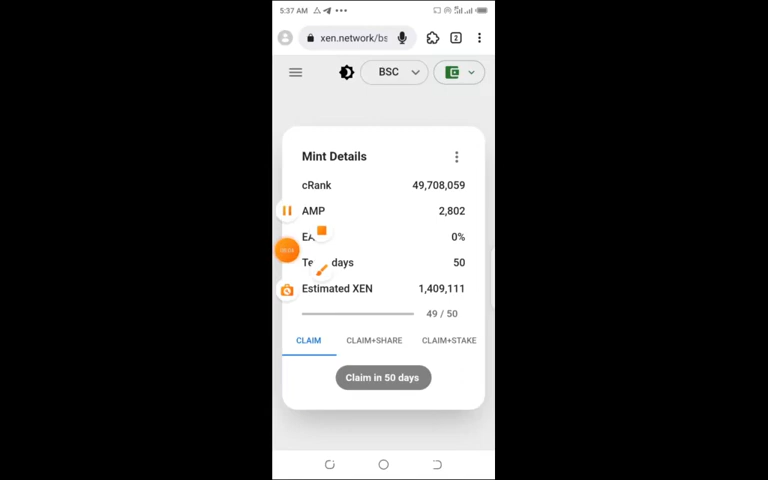 5:37 AM
xen.network/bs
2
BSC
Mint Details
cRank 49,708,059
AMP 2,802
0%
days 50
Estimated XEN 1,409,111
49 / 50
CLAIM CLAIM+SHARE CLAIM+STAKE
Claim in 50 days